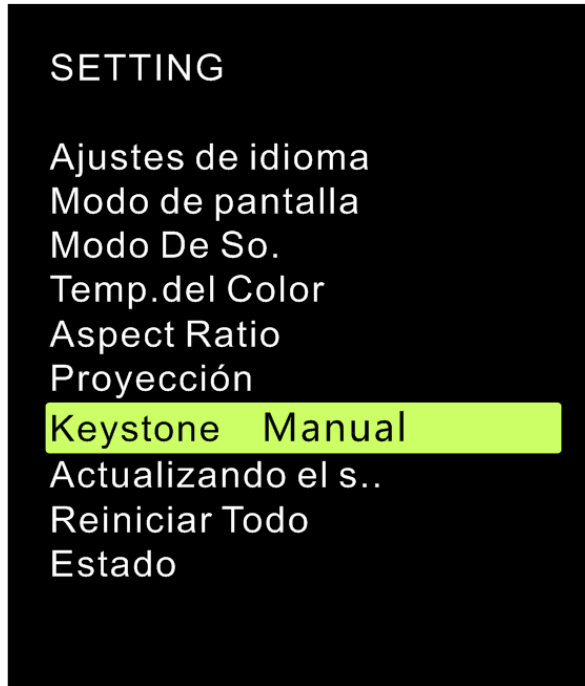 SETTING
Ajustes de idioma
Modo de pantalla
Modo De So.
Temp.del Color
Aspect Ratio
Proyección
Keystone Manual
Actualizando el s..
Reiniciar Todo
Estado